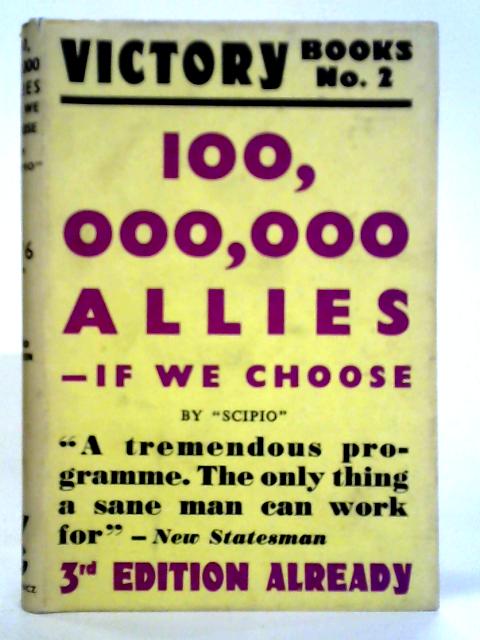 VICTORY BOOKS
No. 2
100,
000,000
ALLIES
—IF WE CHOOSE
BY "SCIPIO"
"A tremendous pro-
gramme. The only thing
a sane man can work
for" — New Statesman
3rd EDITION ALREADY